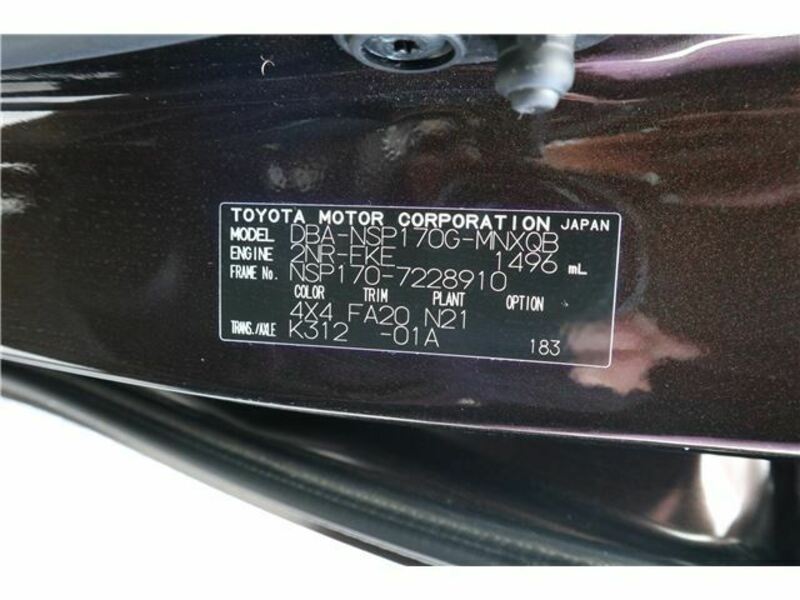 TOYOTA MOTOR CORPORATION JAPAN
MODEL DBA-NSP170G-MNXQB
ENGINE 2NR-FKE 1496 mL
FRAME No. NSP170-7228910
COLOR TRIM PLANT OPTION
4X4 FA20 N21
TRANS./AXLE K312 -01A 183